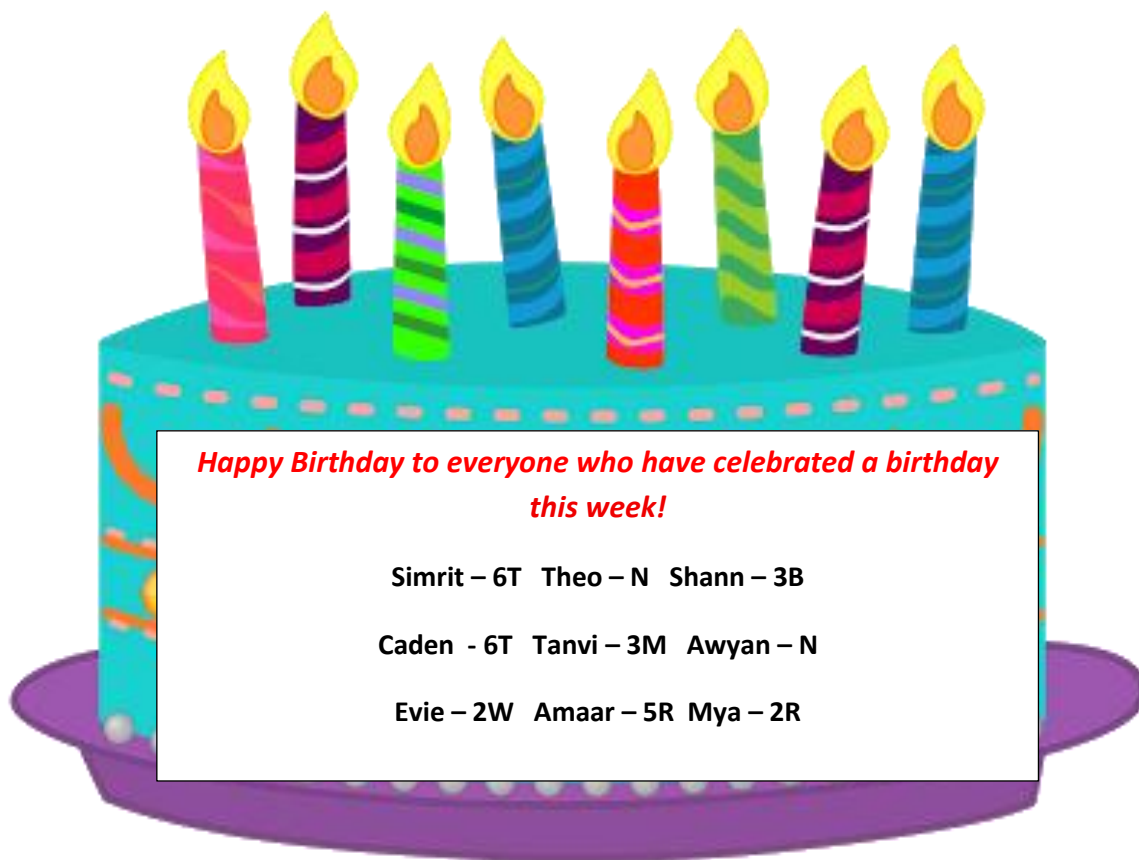 Happy Birthday to everyone who have celebrated a birthday
this week!
Simrit – 6T   Theo – N   Shann – 3B
Caden  - 6T   Tanvi – 3M   Awyan – N
Evie – 2W   Amaar – 5R  Mya – 2R